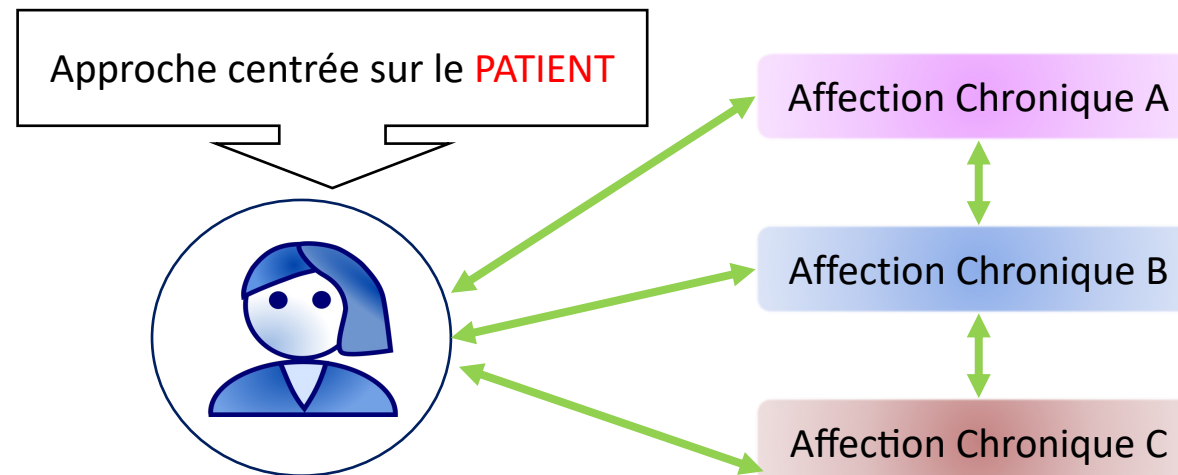 Approche centrée sur le PATIENT
Affection Chronique A
Affection Chronique B
Affection Chronique C